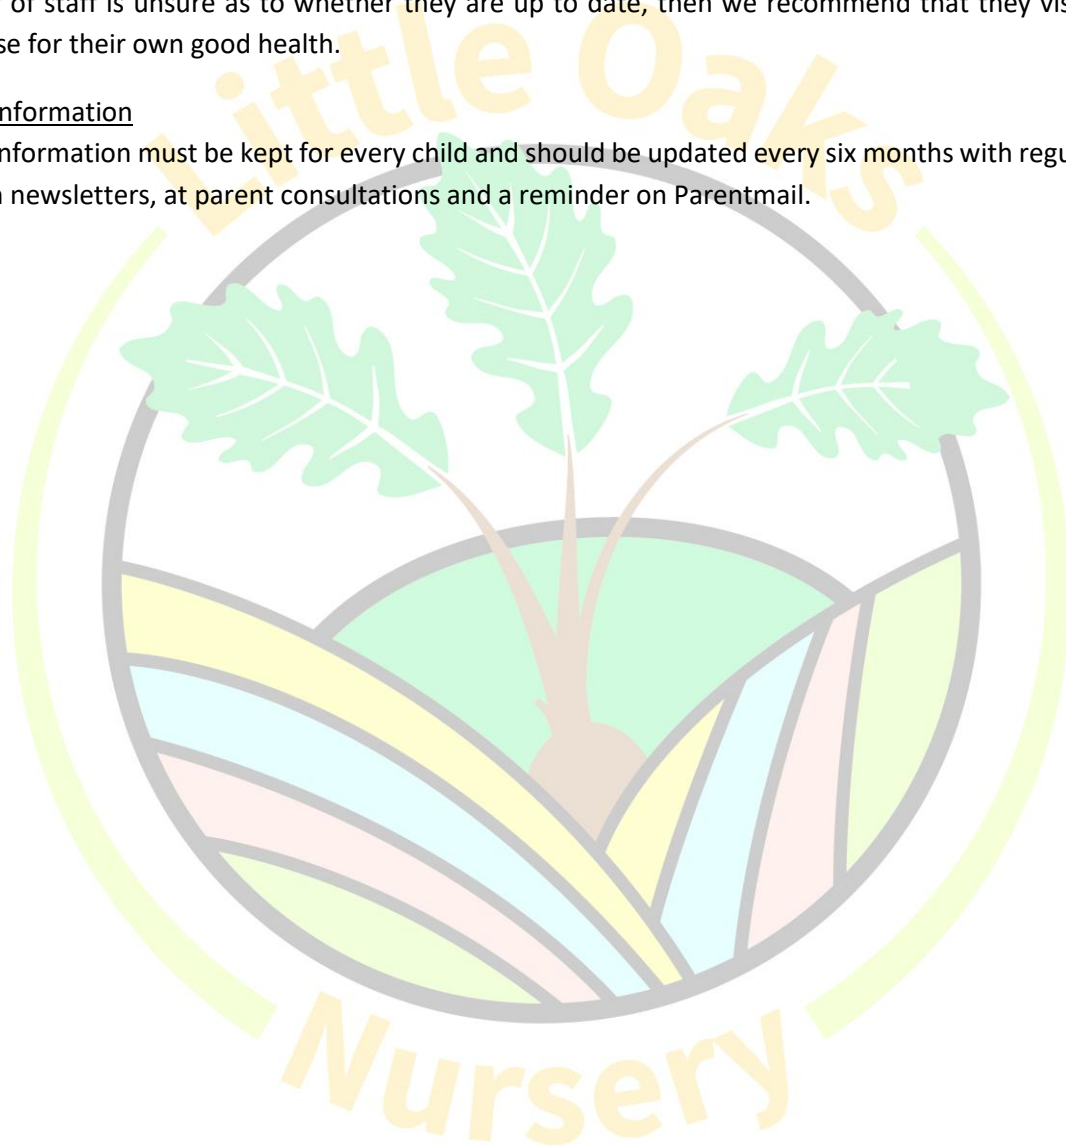 of staff is unsure as to whether they are up to date, then we recommend that they vis
se for their own good health.
nformation
nformation must be kept for every child and should be updated every six months with regu
newsletters, at parent consultations and a reminder on Parentmail.
Little Oaks
Nursery